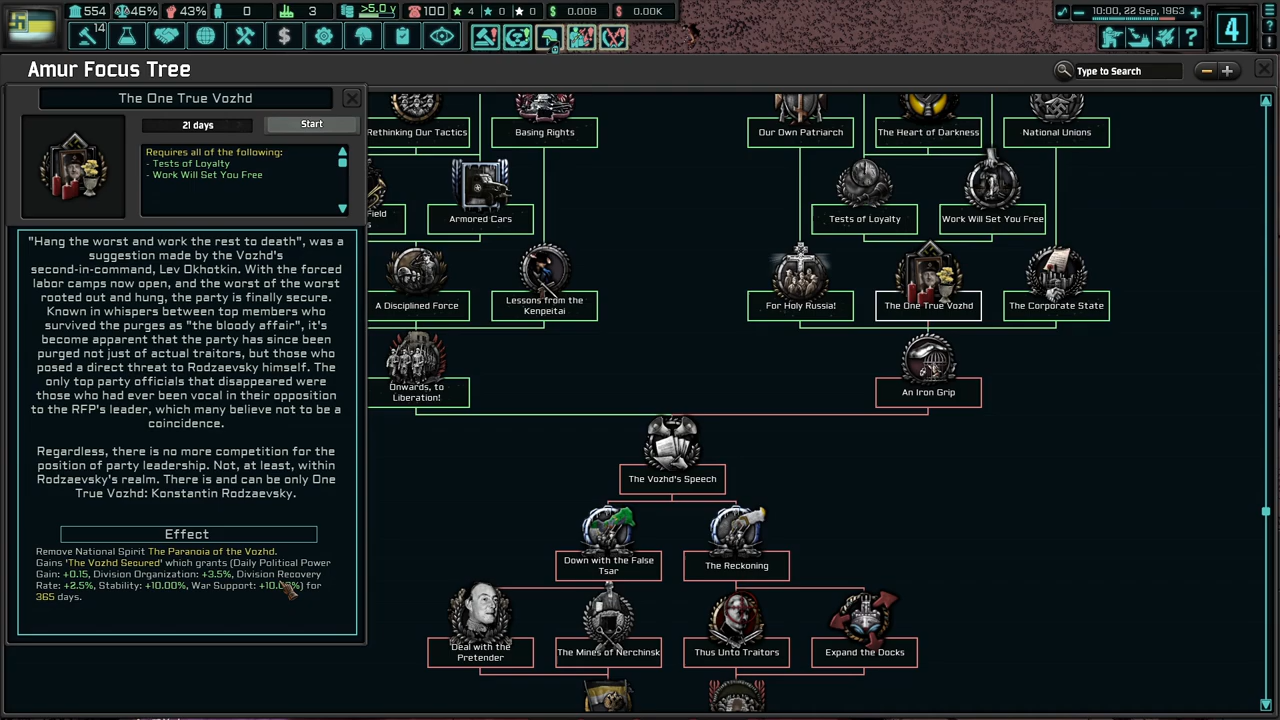 554 46% 43% 0 3 >5.0 y 100 4 0 0 $ 0.00B $ 0.00K
10:00, 22 Sep, 1963
14
4
Amur Focus Tree
Type to Search
The One True Vozhd
21 days
Start
Requires all of the following:
- Tests of Loyalty
- Work Will Set You Free
"Hang the worst and work the rest to death", was a
suggestion made by the Vozhd's
second-in-command, Lev Okhotkin. With the forced
labor camps now open, and the worst of the worst
rooted out and hung, the party is finally secure.
Known in whispers between top members who
survived the purges as "the bloody affair", it's
become apparent that the party has since been
purged not just of actual traitors, but those who
posed a direct threat to Rodzaevsky himself. The
only top party officials that disappeared were
those who had ever been vocal in their opposition
to the RFP's leader, which many believe not to be a
coincidence.
Regardless, there is no more competition for the
position of party leadership. Not, at least, within
Rodzaevsky's realm. There is and can be only One
True Vozhd: Konstantin Rodzaevsky.
Effect
Remove National Spirit The Paranoia of the Vozhd.
Gains 'The Vozhd Secured' which grants (Daily Political Power
Gain: +0.15, Division Organization: +3.5%, Division Recovery
Rate: +2.5%, Stability: +10.00%, War Support: +10.00%) for
365 days.
Rethinking Our Tactics
Basing Rights
Our Own Patriarch
The Heart of Darkness
National Unions
Field
s
Armored Cars
Tests of Loyalty
Work Will Set You Free
A Disciplined Force
Lessons from the
Kenpeitai
For Holy Russia!
The One True Vozhd
The Corporate State
Onwards, to
Liberation!
An Iron Grip
The Vozhd's Speech
Down with the False
Tsar
The Reckoning
Deal with the
Pretender
The Mines of Nerchinsk
Thus Unto Traitors
Expand the Docks